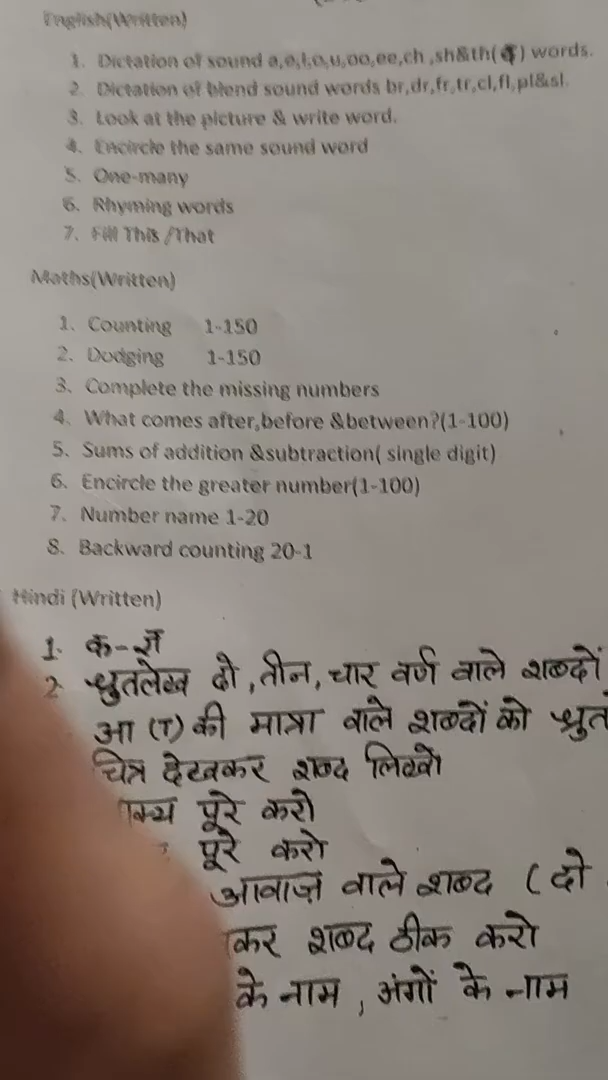 English(Written)
1. Dictation of sound a,e,i,o,u,oo,ee,ch ,sh&th( ) words.
2. Dictation of blend sound words br,dr,fr,tr,cl,fl,pl&sl.
3. Look at the picture & write word.
4. Encircle the same sound word
5. One-many
6. Rhyming words
7. Fill This /That
Maths(Written)
1. Counting 1-150
2. Dodging 1-150
3. Complete the missing numbers
4. What comes after,before &between?(1-100)
5. Sums of addition &subtraction( single digit)
6. Encircle the greater number(1-100)
7. Number name 1-20
8. Backward counting 20-1
Hindi (Written)
1. क-ज्ञ
2. श्रुतलेख दो, तीन, चार वर्ण वाले शब्दों
आ (ा) की मात्रा वाले शब्दों को श्रुत
चित्र देखकर शब्द लिखो
पूरे करो
पूरे करो
आवाज़ वाले शब्द (दो
कर शब्द ठीक करो
के नाम, अंगों के नाम